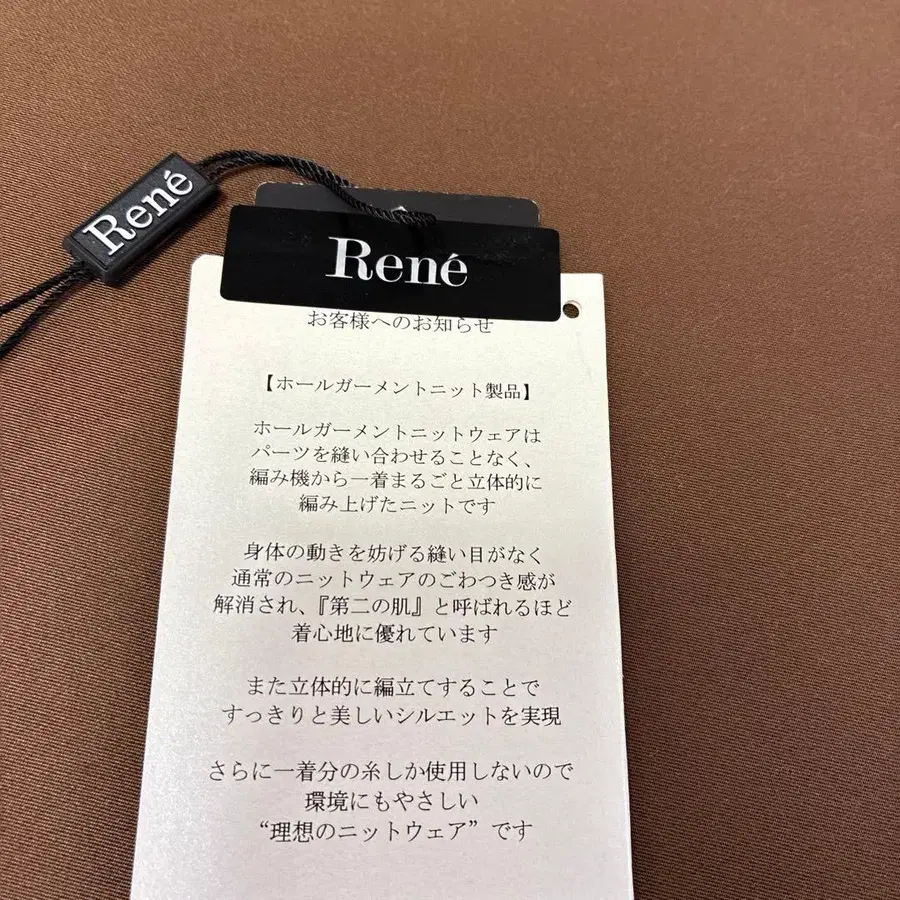 René
René
お客様へのお知らせ
【ホールガーメントニット製品】
ホールガーメントニットウェアは
パーツを縫い合わせることなく、
編み機から一着まるごと立体的に
編み上げたニットです
身体の動きを妨げる縫い目がなく
通常のニットウェアのごわつき感が
解消され、『第二の肌』と呼ばれるほど
着心地に優れています
また立体的に編立てすることで
すっきりと美しいシルエットを実現
さらに一着分の糸しか使用しないので
環境にもやさしい
“理想のニットウェア”です